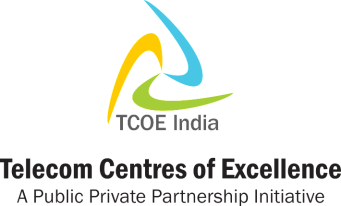 TCOE India
Telecom Centres of Excellence
A Public Private Partnership Initiative